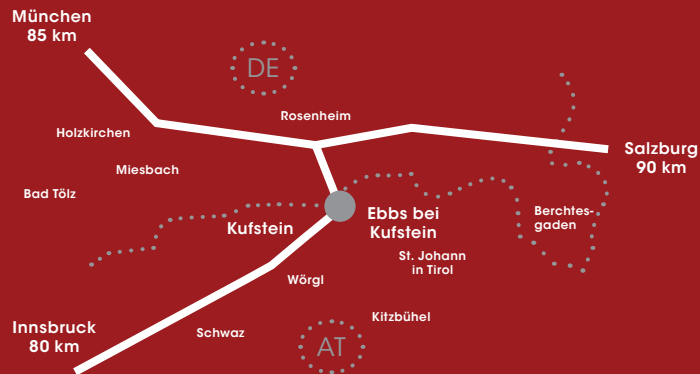 München
85 km
DE
Rosenheim
Holzkirchen
Miesbach
Salzburg
90 km
Bad Tölz
Kufstein
Ebbs bei
Kufstein
Berchtes-
gaden
St. Johann
in Tirol
Wörgl
Kitzbühel
Innsbruck
80 km
Schwaz
AT